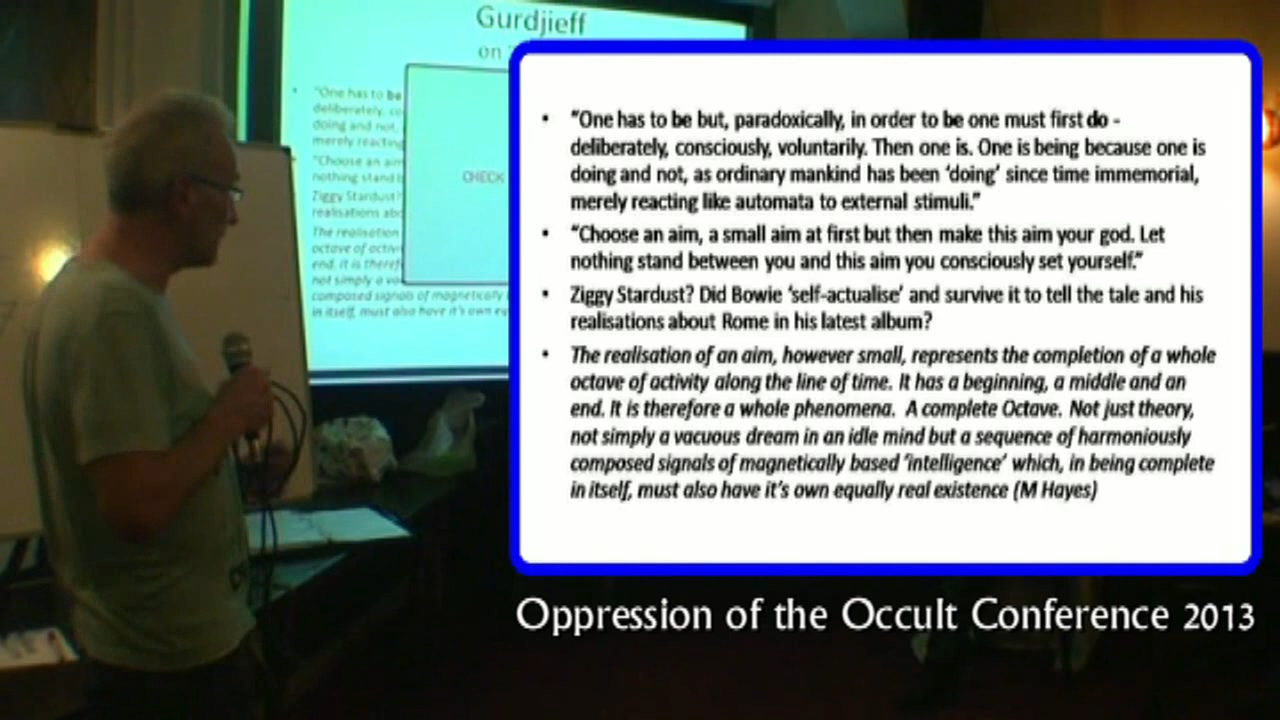 Gurdjieff
on
• "One has to be
deliberately, co
doing and not,
merely reacting
"Choose an aim
nothing stand b
Ziggy Stardust?
realisations abo
The realisation
octave of activi
end. It is theref
not simply a va
composed signals of magnetically
in itself, must also have it's own eq
CHECK
• "One has to be but, paradoxically, in order to be one must first do -
deliberately, consciously, voluntarily. Then one is. One is being because one is
doing and not, as ordinary mankind has been 'doing' since time immemorial,
merely reacting like automata to external stimuli."
• "Choose an aim, a small aim at first but then make this aim your god. Let
nothing stand between you and this aim you consciously set yourself."
• Ziggy Stardust? Did Bowie 'self-actualise' and survive it to tell the tale and his
realisations about Rome in his latest album?
• The realisation of an aim, however small, represents the completion of a whole
octave of activity along the line of time. It has a beginning, a middle and an
end. It is therefore a whole phenomena. A complete Octave. Not just theory,
not simply a vacuous dream in an idle mind but a sequence of harmoniously
composed signals of magnetically based 'intelligence' which, in being complete
in itself, must also have it's own equally real existence (M Hayes)
Oppression of the Occult Conference 2013